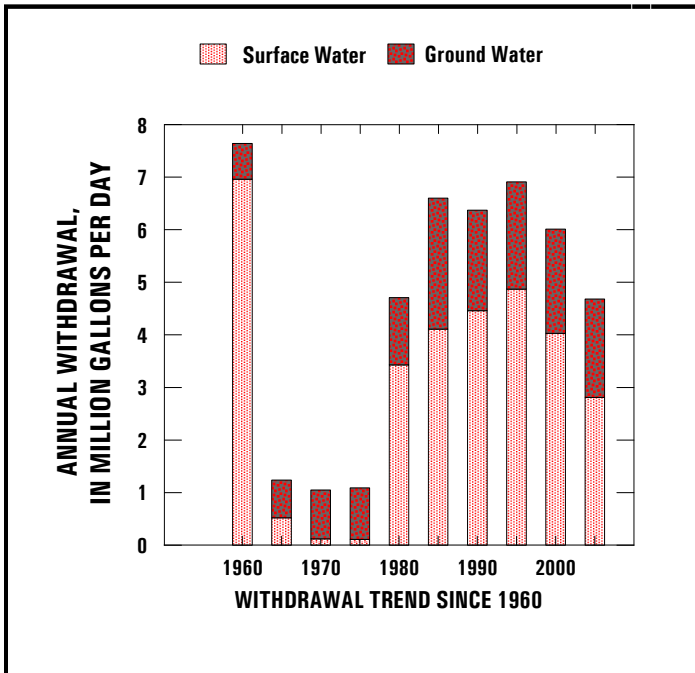 Surface Water Ground Water
8
7
6
5
4
3
2
1
0
ANNUAL WITHDRAWAL,
IN MILLION GALLONS PER DAY
1960 1970 1980 1990 2000
WITHDRAWAL TREND SINCE 1960